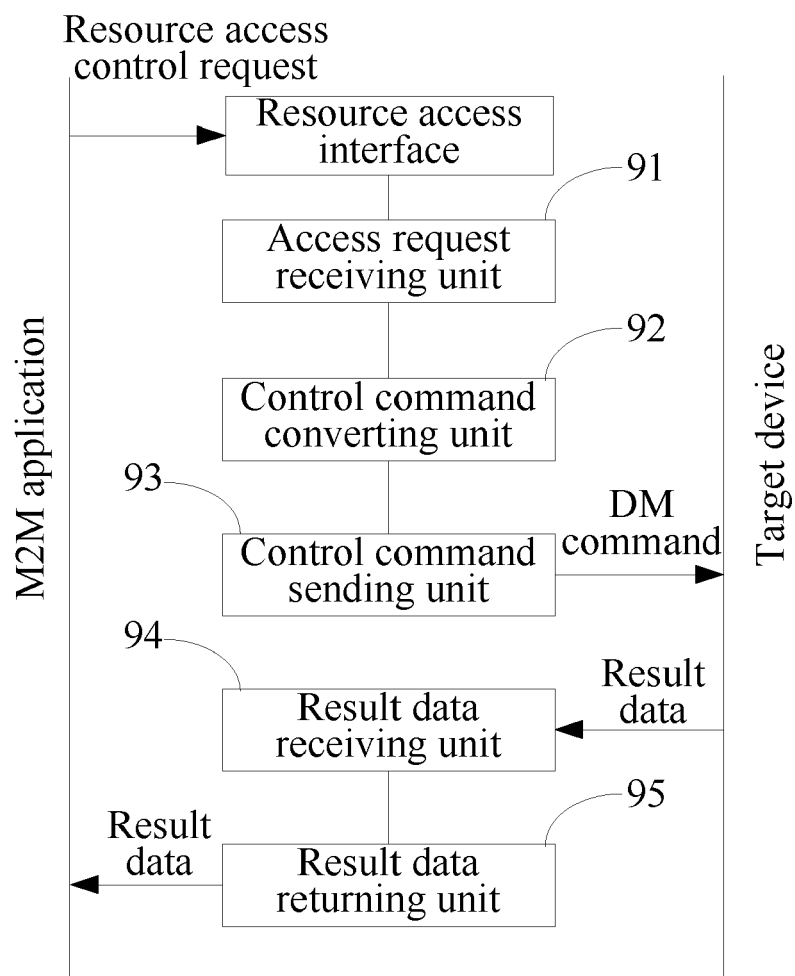 Resource access
control request
Resource access
interface
91
Access request
receiving unit
92
Control command
converting unit
93
DM
command
Control command
sending unit
M2M application
Target device
94
Result
data
Result data
receiving unit
95
Result
data
Result data
returning unit